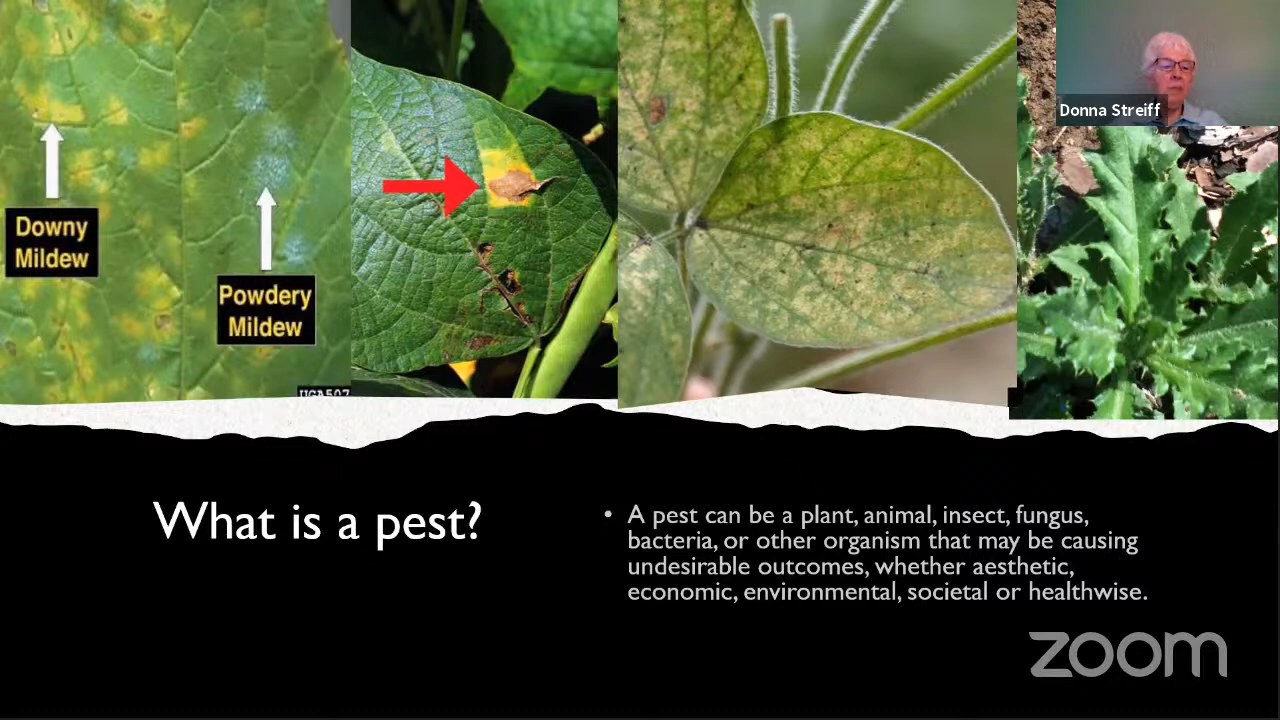 Donna Streiff
Downy
Mildew
Powdery
Mildew
What is a pest?
• A pest can be a plant, animal, insect, fungus,
bacteria, or other organism that may be causing
undesirable outcomes, whether aesthetic,
economic, environmental, societal or healthwise.
zoom